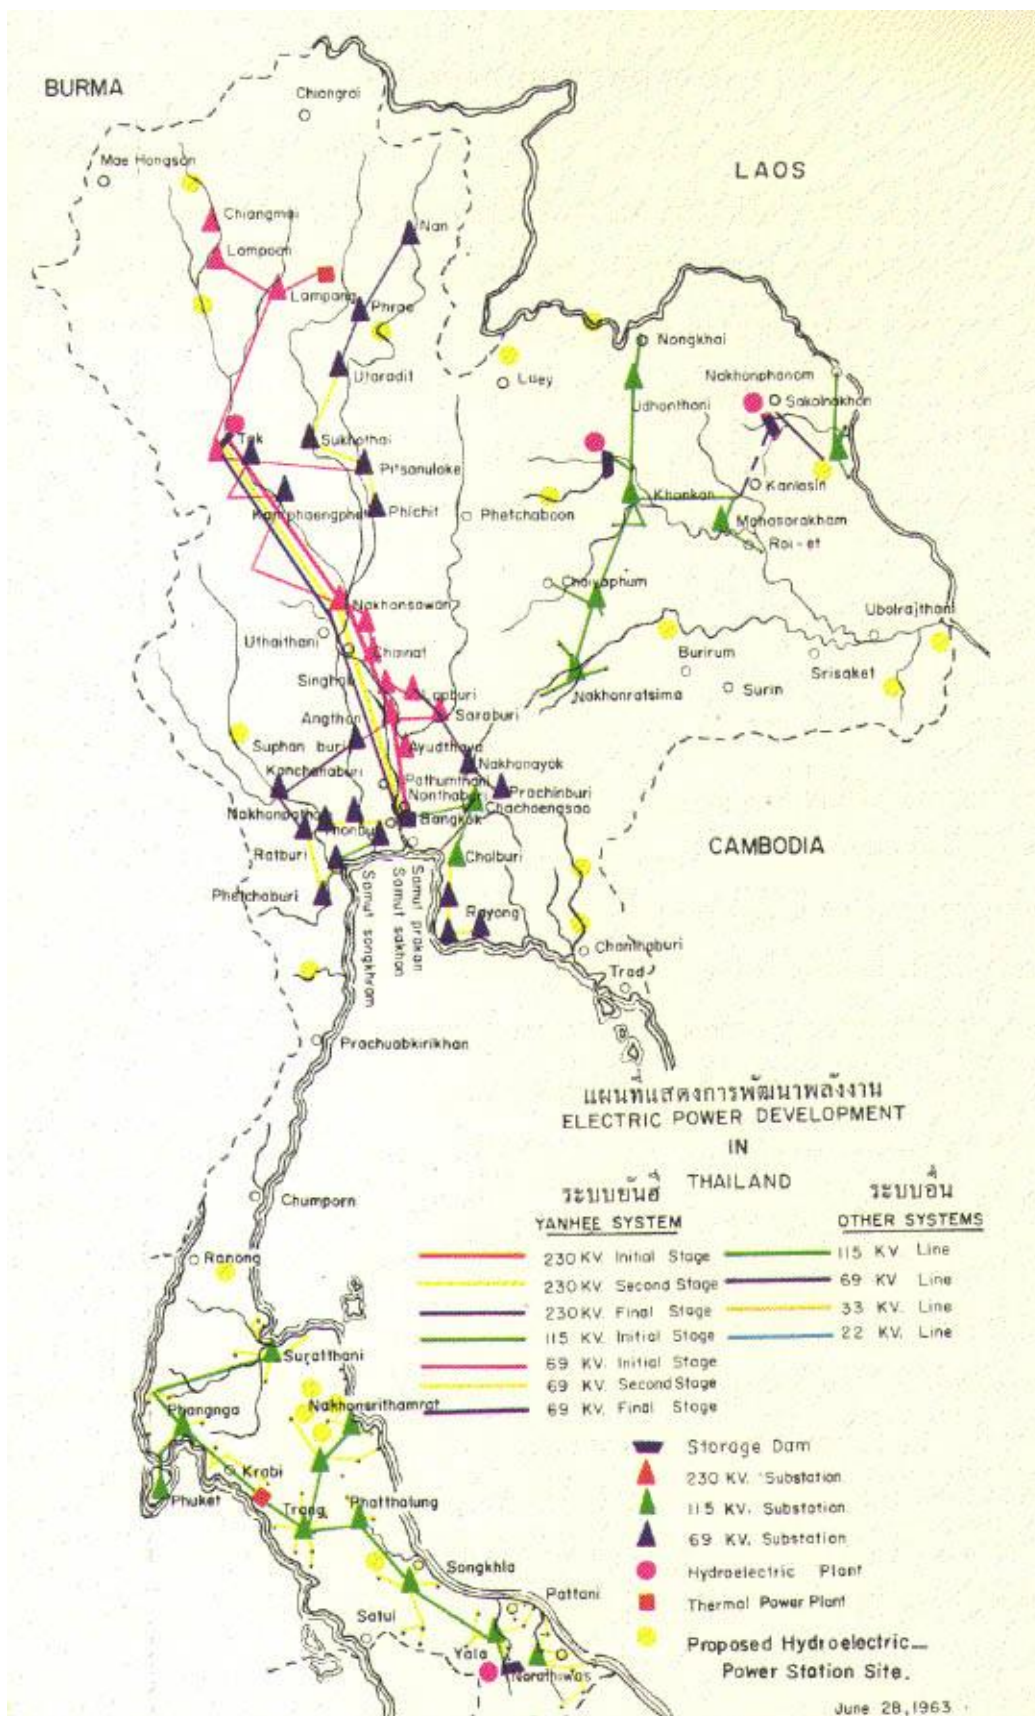 BURMA
Chiangrai
Mae Hongson
LAOS
Chiangmai
Nan
Lampoon
Lampang
Phrae
Nongkhai
Utaradit
Luey
Nakhonphanom
Udhonthani
Sakolnakhon
Tak
Sukhothai
Pitsanuloke
Khonkan
Kanlasin
Kamphaengphet
Phichit
Phetchaboon
Mahasarakham
Roi-et
Chaiyaphum
Nakhonsawan
Ubolrajthani
Uthaithani
Chainat
Burirum
Srisaket
Singburi
Surin
Nakhonratsima
Lopburi
Angthon
Saraburi
Suphan buri
Ayudthaya
Nakhonayok
Kanchanaburi
Pathumthani
Prachinburi
Nonthaburi
Chachoengsao
Nakhonpathom
Bangkok
Thonburi
CAMBODIA
Ratburi
Cholburi
Phetchaburi
Samut prakan
Samut sakhon
Samut songkhram
Rayong
Chanthaburi
Trad
Prachuabkirikhan
แผนที่แสดงการพัฒนาพลังงาน
ELECTRIC POWER DEVELOPMENT
IN
THAILAND
ระบบยันฮี
ระบบอื่น
YANHEE SYSTEM
OTHER SYSTEMS
230 KV. Initial Stage
115 KV Line
230 KV. Second Stage
69 KV Line
230 KV. Final Stage
33 KV. Line
115 KV. Initial Stage
22 KV. Line
69 KV. Initial Stage
69 KV. Second Stage
69 KV. Final Stage
Chumporn
Ranong
Suratthani
Phangnga
Nakhonsrithamrat
Krabi
Phuket
Trang
Phatthalung
Songkhla
Pattani
Satul
Yala
Narathiwas
Storage Dam
230 KV. Substation
115 KV. Substation
69 KV. Substation
Hydroelectric Plant
Thermal Power Plant
Proposed Hydroelectric
Power Station Site.
June 28, 1963